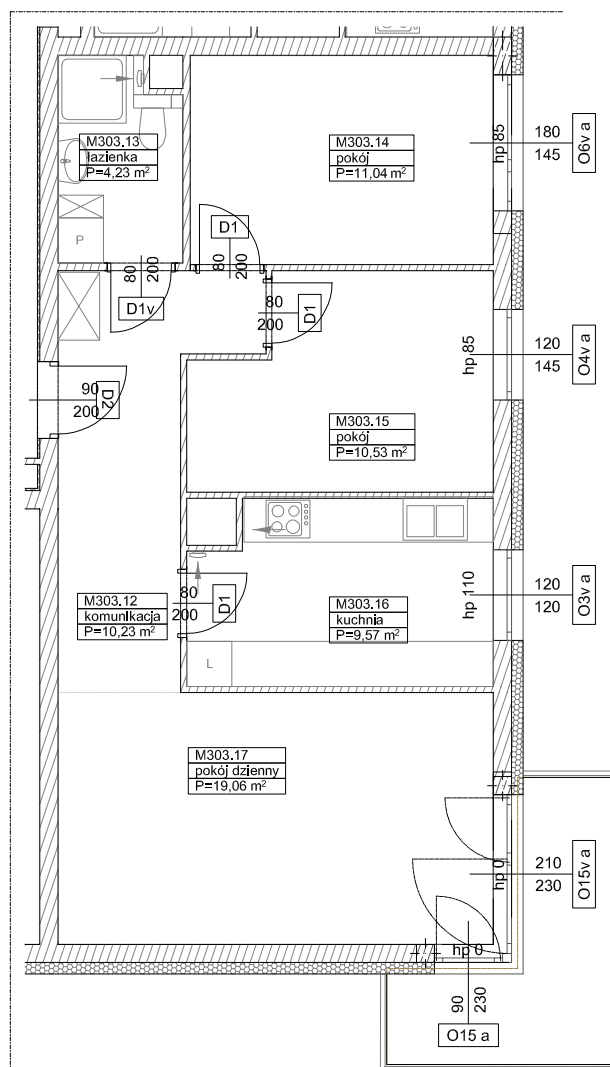 M303.13
łazienka
P=4,23 m²
M303.14
pokój
P=11,04 m²
hp 85
180
145
O6v a
P
D1
80
200
80
200
D1v
80
200
D1
hp 85
120
145
O4v a
90
200
D2
M303.15
pokój
P=10,53 m²
M303.12
komunikacja
P=10,23 m²
80
200
D1
M303.16
kuchnia
P=9,57 m²
hp 110
120
120
O3v a
L
M303.17
pokój dzienny
P=19,06 m²
hp 0
210
230
O15v a
hp 0
90
230
O15 a